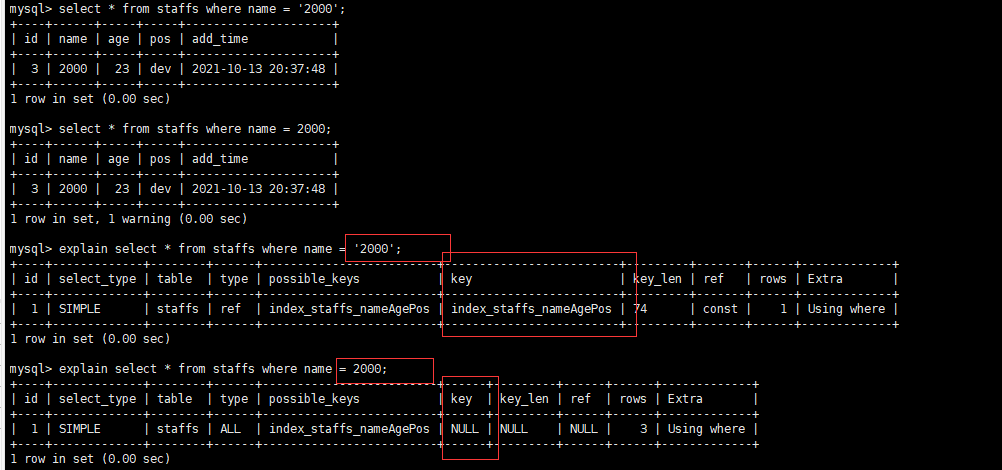 mysql> select * from staffs where name = '2000';
+----+------+-----+-----+---------------------+
| id | name | age | pos | add_time            |
+----+------+-----+-----+---------------------+
|  3 | 2000 |  23 | dev | 2021-10-13 20:37:48 |
+----+------+-----+-----+---------------------+
1 row in set (0.00 sec)
mysql> select * from staffs where name = 2000;
+----+------+-----+-----+---------------------+
| id | name | age | pos | add_time            |
+----+------+-----+-----+---------------------+
|  3 | 2000 |  23 | dev | 2021-10-13 20:37:48 |
+----+------+-----+-----+---------------------+
1 row in set, 1 warning (0.00 sec)
mysql> explain select * from staffs where name = '2000';
+----+-------------+--------+------+-------------------------+-------------------------+---------+-------+------+-------------+
| id | select_type | table  | type | possible_keys           | key                     | key_len | ref   | rows | Extra       |
+----+-------------+--------+------+-------------------------+-------------------------+---------+-------+------+-------------+
|  1 | SIMPLE      | staffs | ref  | index_staffs_nameAgePos | index_staffs_nameAgePos | 74      | const |    1 | Using where |
+----+-------------+--------+------+-------------------------+-------------------------+---------+-------+------+-------------+
1 row in set (0.00 sec)
mysql> explain select * from staffs where name = 2000;
+----+-------------+--------+------+-------------------------+------+---------+------+------+-------------+
| id | select_type | table  | type | possible_keys           | key  | key_len | ref  | rows | Extra       |
+----+-------------+--------+------+-------------------------+------+---------+------+------+-------------+
|  1 | SIMPLE      | staffs | ALL  | index_staffs_nameAgePos | NULL | NULL    | NULL |    3 | Using where |
+----+-------------+--------+------+-------------------------+------+---------+------+------+-------------+
1 row in set (0.00 sec)